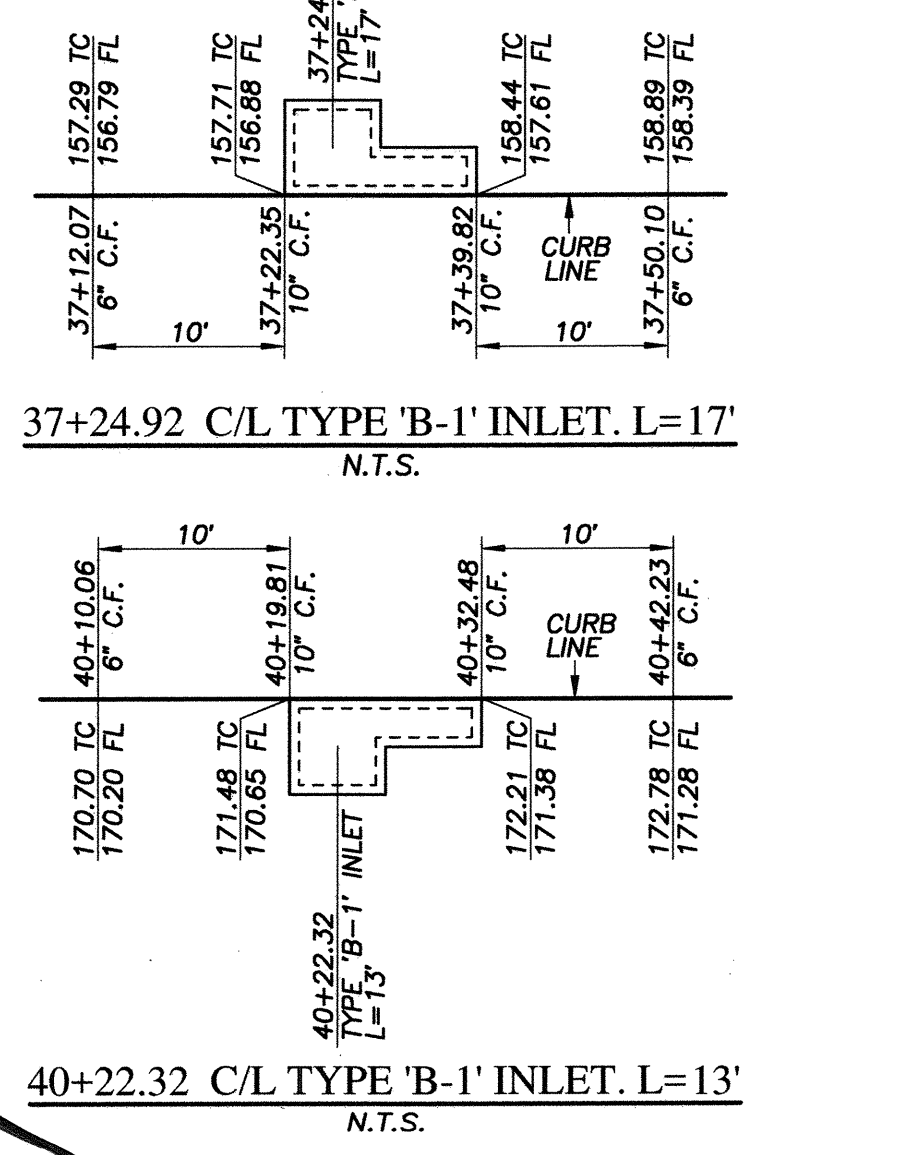 157.29 TC
156.79 FL
157.71 TC
156.88 FL
37+24
TYPE
L=17'
158.44 TC
157.61 FL
158.89 TC
158.39 FL
37+12.07
6" C.F.
37+22.35
10" C.F.
37+39.82
10" C.F.
CURB
LINE
37+50.10
6" C.F.
10'
10'
37+24.92 C/L TYPE 'B-1' INLET. L=17'
N.T.S.
10'
10'
40+10.06
6" C.F.
40+19.81
10" C.F.
40+32.48
10" C.F.
CURB
LINE
40+42.23
6" C.F.
170.70 TC
170.20 FL
171.48 TC
170.65 FL
172.21 TC
171.38 FL
172.78 TC
171.28 FL
40+22.32
TYPE 'B-1' INLET
L=13'
40+22.32 C/L TYPE 'B-1' INLET. L=13'
N.T.S.